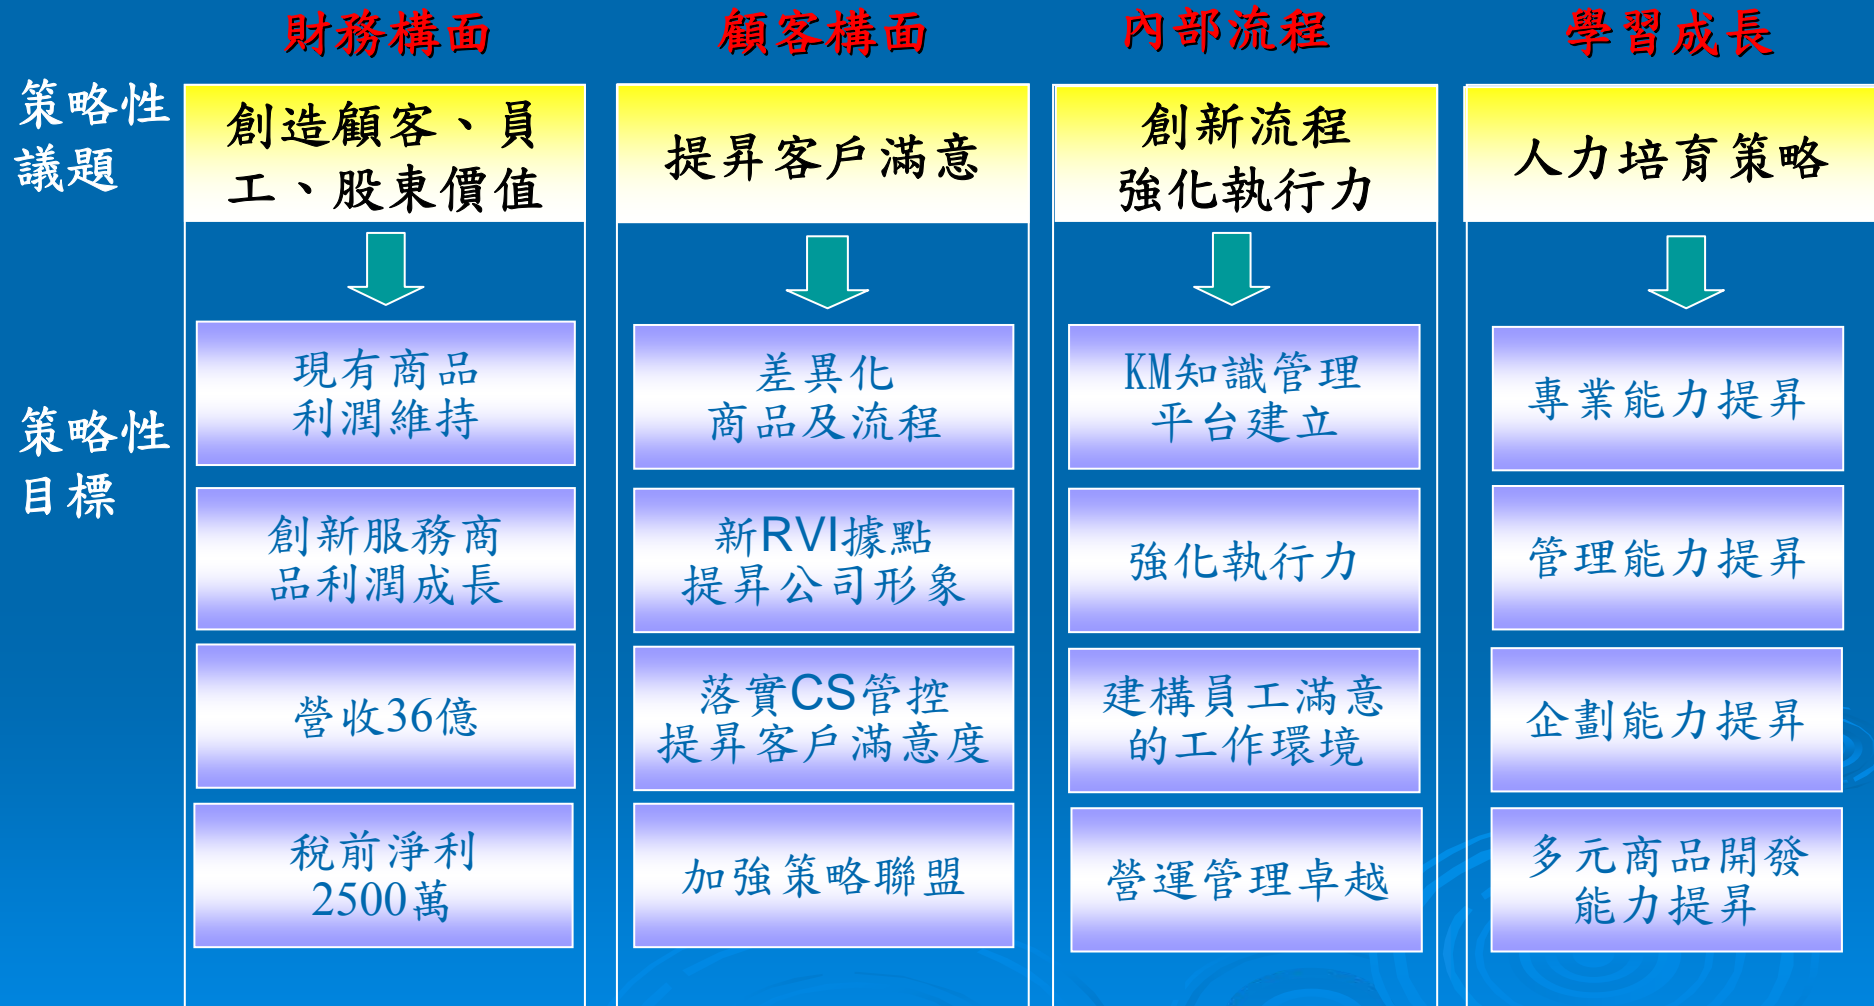 財務構面
顧客構面
內部流程
學習成長
策略性
議題
創造顧客、員
工、股東價值
提昇客戶滿意
創新流程
強化執行力
人力培育策略
策略性
目標
現有商品
利潤維持
創新服務商
品利潤成長
營收36億
稅前淨利
2500萬
差異化
商品及流程
新RVI據點
提昇公司形象
落實CS管控
提昇客戶滿意度
加強策略聯盟
KM知識管理
平台建立
強化執行力
建構員工滿意
的工作環境
營運管理卓越
專業能力提昇
管理能力提昇
企劃能力提昇
多元商品開發
能力提昇